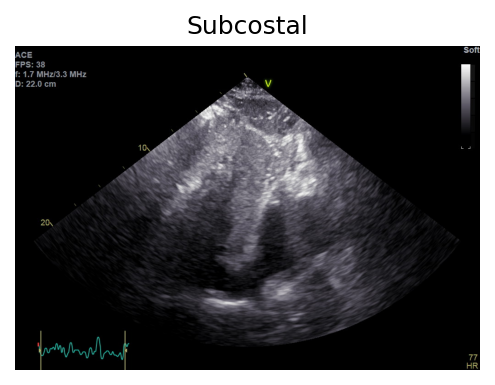 Subcostal
ACE
FPS: 38
f: 1.7 MHz/3.3 MHz
D: 22.0 cm
Soft
V
10
20
77
HR